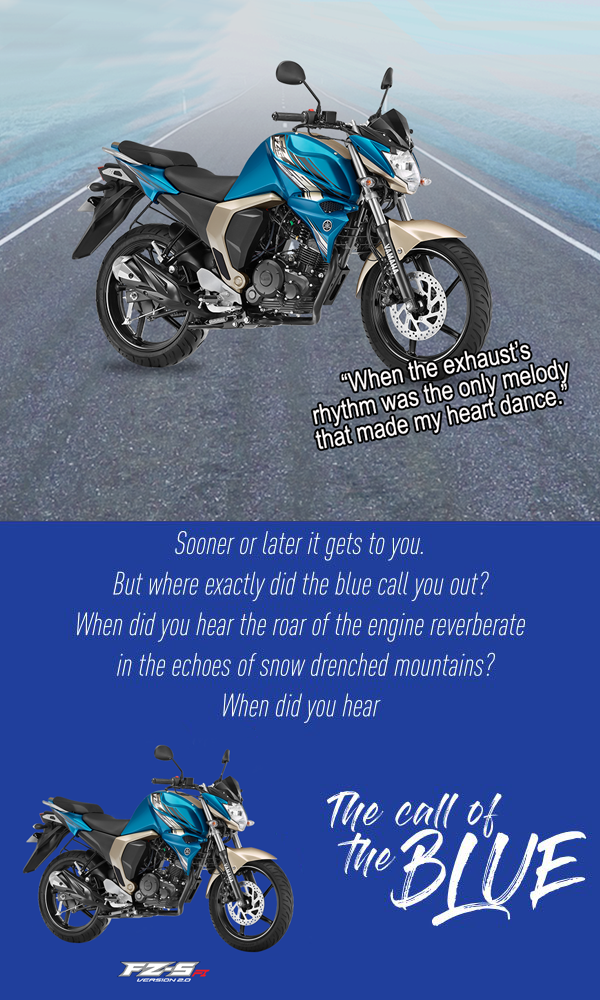 FZ-S
YAMAHA
“When the exhaust's
rhythm was the only melody
that made my heart dance.”
Sooner or later it gets to you.
But where exactly did the blue call you out?
When did you hear the roar of the engine reverberate
in the echoes of snow drenched mountains?
When did you hear
The call of
the BLUE
FZ-S FI
VERSION 2.0